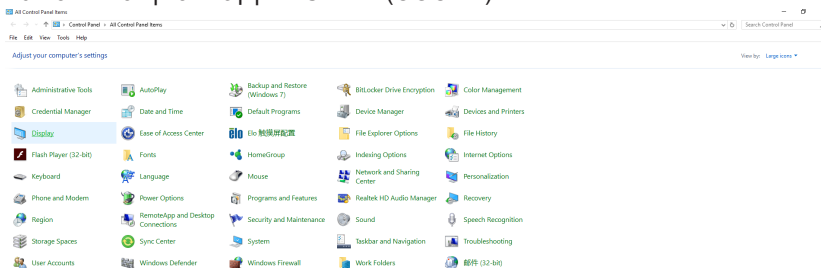 All Control Panel Items
Control Panel > All Control Panel Items
Search Control Panel
File Edit View Tools Help
Adjust your computer's settings
View by: Large icons
Administrative Tools
AutoPlay
Backup and Restore
(Windows 7)
BitLocker Drive Encryption
Color Management
Credential Manager
Date and Time
Default Programs
Device Manager
Devices and Printers
Display
Ease of Access Center
elo
Elo 触摸屏配置
File Explorer Options
File History
Flash Player (32-bit)
Fonts
HomeGroup
Indexing Options
Internet Options
Keyboard
Language
Mouse
Network and Sharing
Center
Personalization
Phone and Modem
Power Options
Programs and Features
Realtek HD Audio Manager
Recovery
Region
RemoteApp and Desktop
Connections
Security and Maintenance
Sound
Speech Recognition
Storage Spaces
Sync Center
System
Taskbar and Navigation
Troubleshooting
User Accounts
Windows Defender
Windows Firewall
Work Folders
邮件 (32-bit)